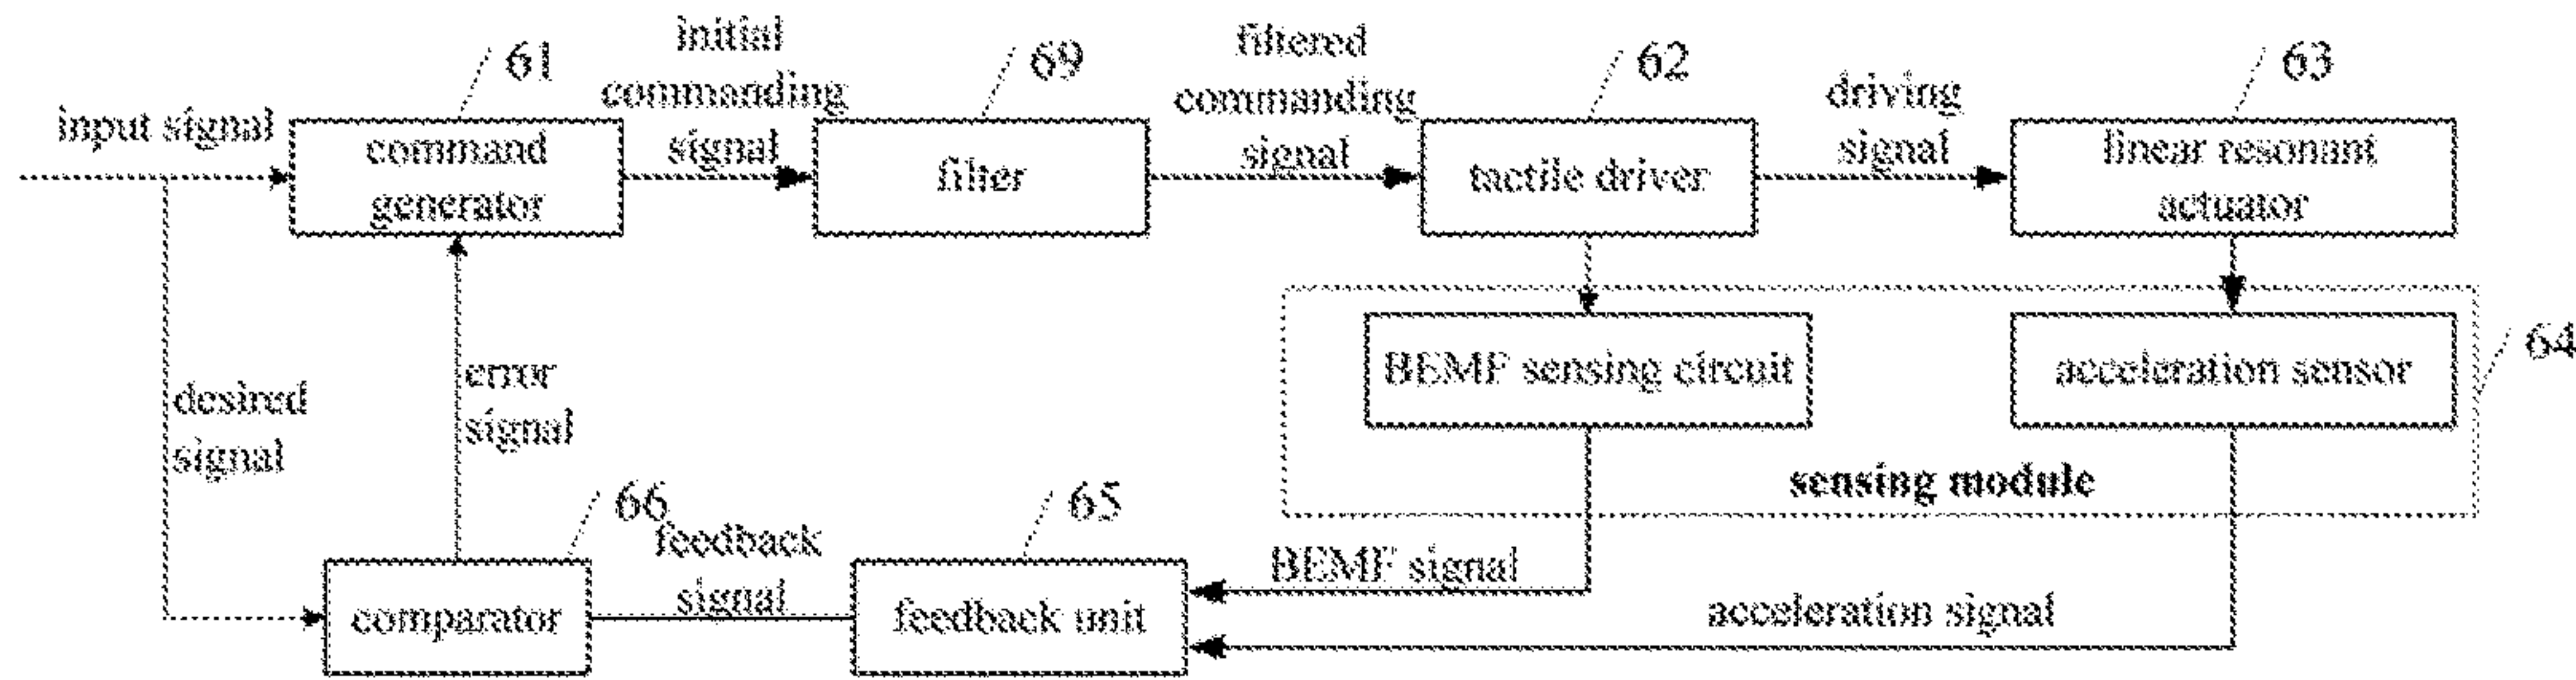 input signal
61
command
generator
initial
commanding
signal
69
filter
filtered
commanding
signal
62
tactile driver
driving
signal
63
linear resonant
actuator
desired
signal
error
signal
BEMF sensing circuit
acceleration sensor
64
sensing module
66
comparator
feedback
signal
65
feedback unit
BEMF signal
acceleration signal